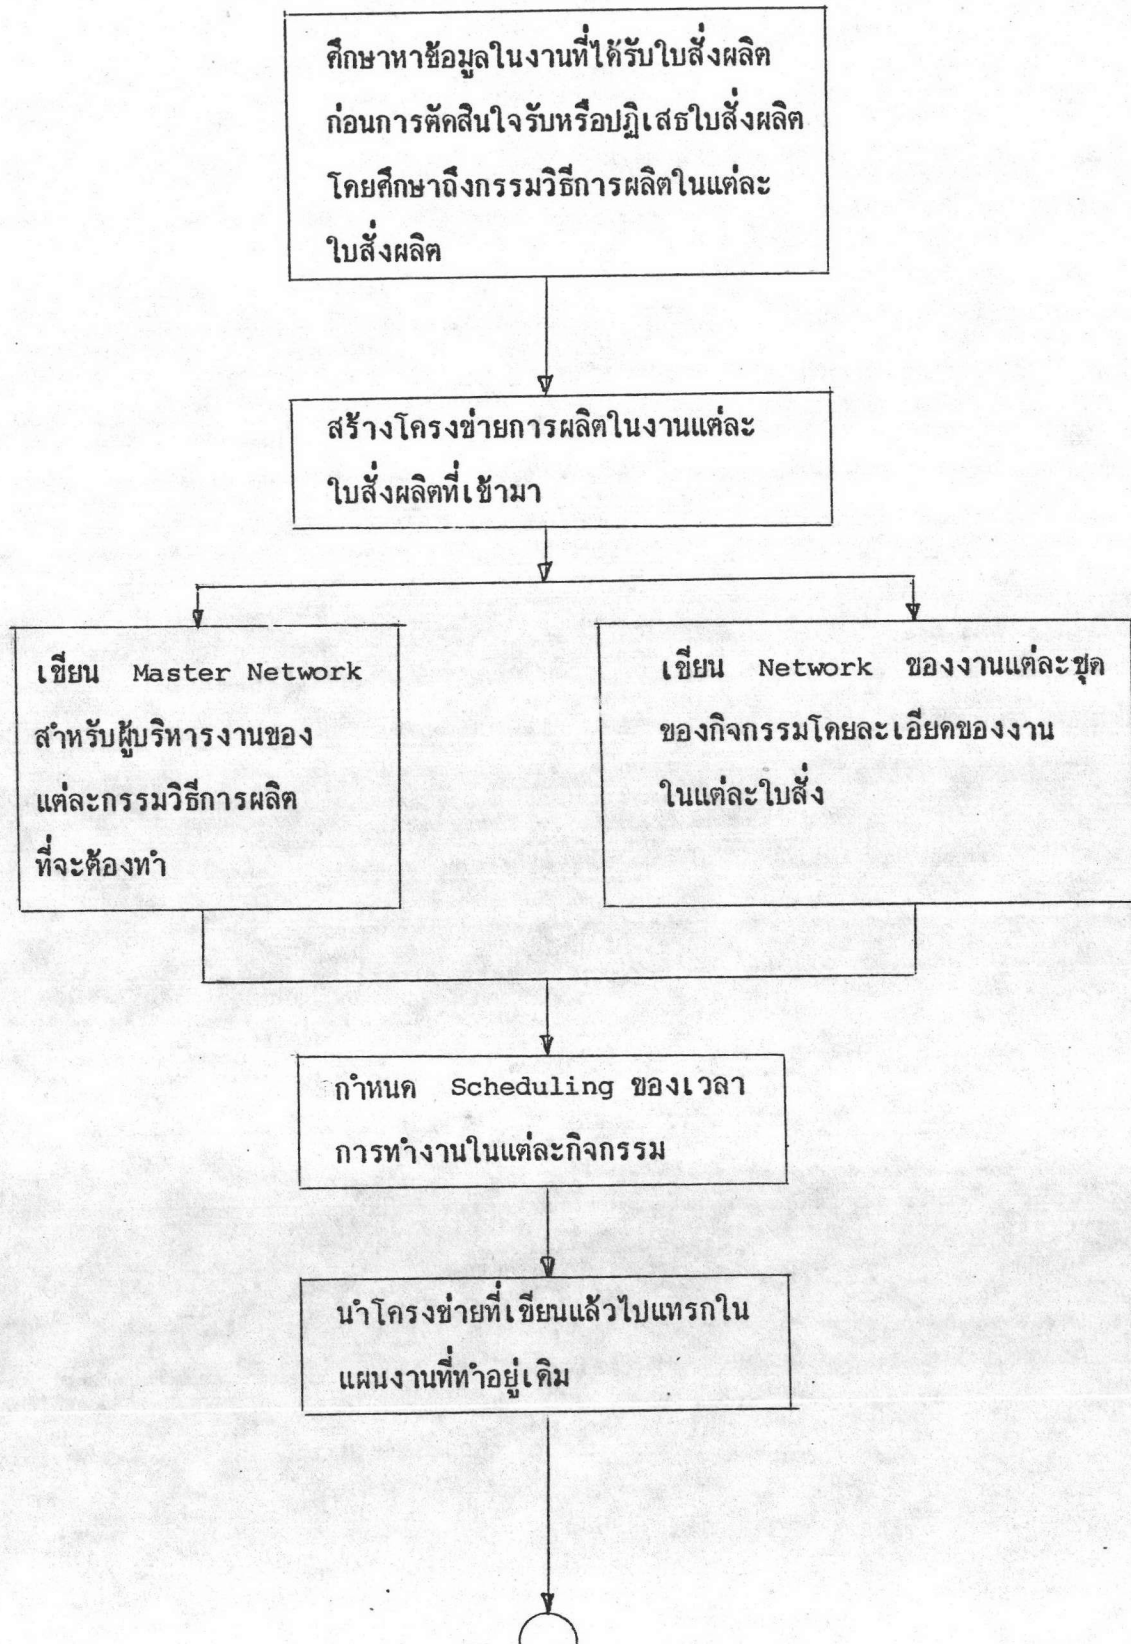 ศึกษาหาข้อมูลในงานที่ได้รับใบสั่งผลิต
ก่อนการตัดสินใจรับหรือปฏิเสธใบสั่งผลิต
โดยศึกษาถึงกรรมวิธีการผลิตในแต่ละ
ใบสั่งผลิต
สร้างโครงข่ายการผลิตในงานแต่ละ
ใบสั่งผลิตที่เข้ามา
เขียน Master Network
สำหรับผู้บริหารงานของ
แต่ละกรรมวิธีการผลิต
ที่จะต้องทำ
เขียน Network ของงานแต่ละชุด
ของกิจกรรมโดยละเอียดของงาน
ในแต่ละใบสั่ง
กำหนด Scheduling ของเวลา
การทำงานในแต่ละกิจกรรม
นำโครงข่ายที่เขียนแล้วไปแทรกใน
แผนงานที่ทำอยู่เดิม